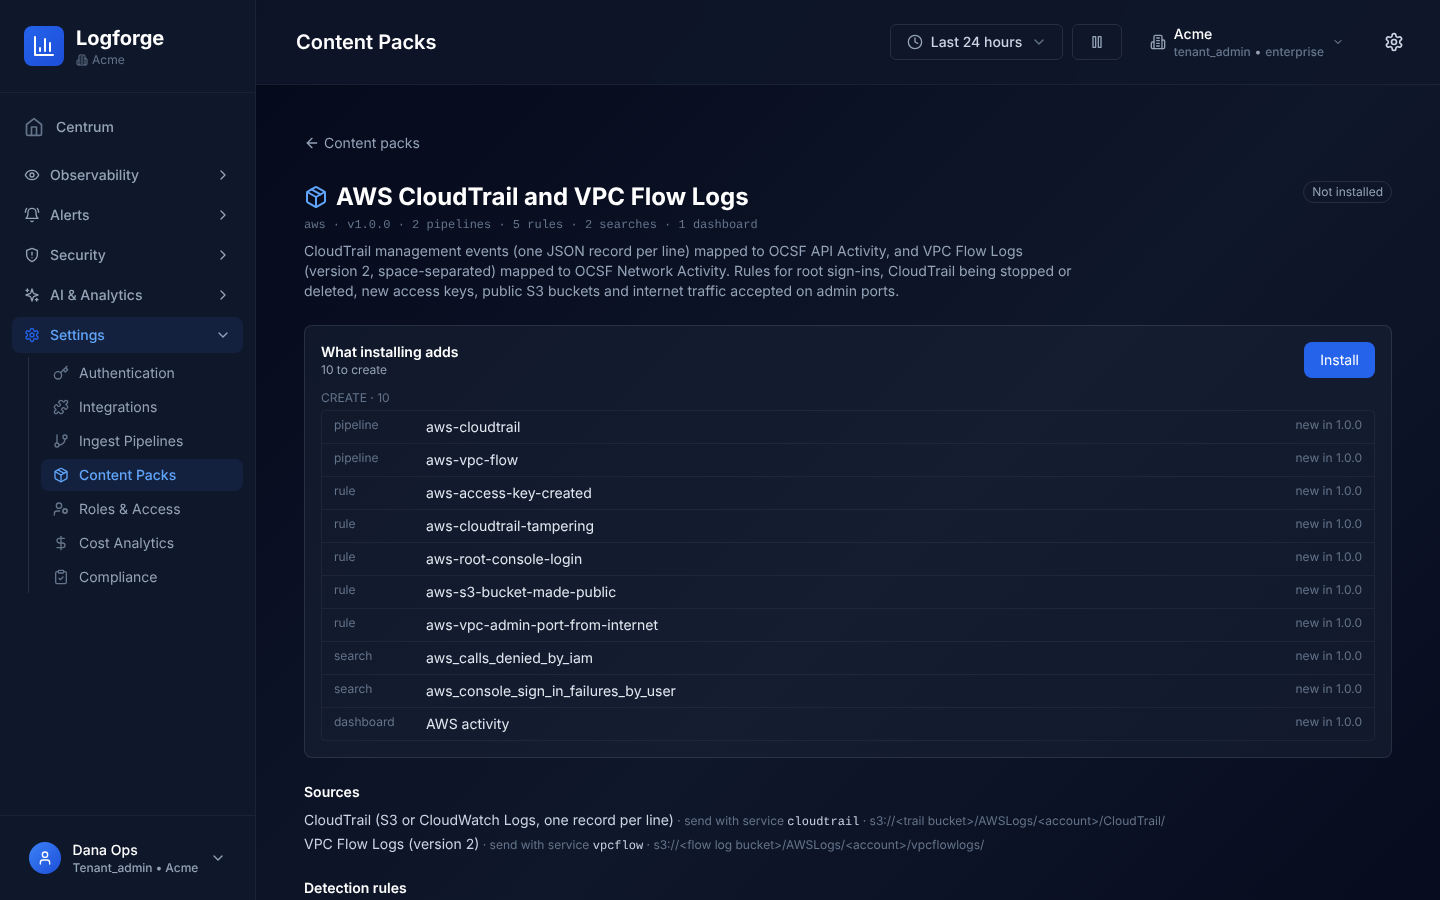 Logforge
Acme
Centrum
Observability
Alerts
Security
AI & Analytics
Settings
Authentication
Integrations
Ingest Pipelines
Content Packs
Roles & Access
Cost Analytics
Compliance
Dana Ops
Tenant_admin • Acme
Content Packs
Last 24 hours
Acme
tenant_admin • enterprise
Content packs
AWS CloudTrail and VPC Flow Logs
Not installed
aws · v1.0.0 · 2 pipelines · 5 rules · 2 searches · 1 dashboard
CloudTrail management events (one JSON record per line) mapped to OCSF API Activity, and VPC Flow Logs
(version 2, space-separated) mapped to OCSF Network Activity. Rules for root sign-ins, CloudTrail being stopped or
deleted, new access keys, public S3 buckets and internet traffic accepted on admin ports.
What installing adds
10 to create
Install
CREATE · 10
pipeline aws-cloudtrail new in 1.0.0
pipeline aws-vpc-flow new in 1.0.0
rule aws-access-key-created new in 1.0.0
rule aws-cloudtrail-tampering new in 1.0.0
rule aws-root-console-login new in 1.0.0
rule aws-s3-bucket-made-public new in 1.0.0
rule aws-vpc-admin-port-from-internet new in 1.0.0
search aws_calls_denied_by_iam new in 1.0.0
search aws_console_sign_in_failures_by_user new in 1.0.0
dashboard AWS activity new in 1.0.0
Sources
CloudTrail (S3 or CloudWatch Logs, one record per line) · send with service cloudtrail · s3://<trail bucket>/AWSLogs/<account>/CloudTrail/
VPC Flow Logs (version 2) · send with service vpcflow · s3://<flow log bucket>/AWSLogs/<account>/vpcflowlogs/
Detection rules